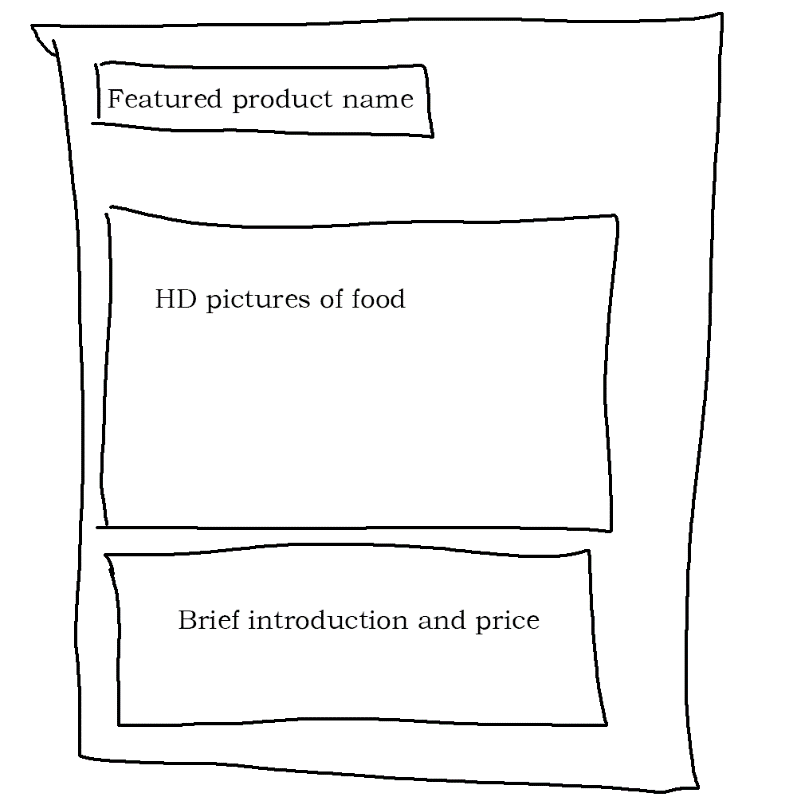 Featured product name
HD pictures of food
Brief introduction and price